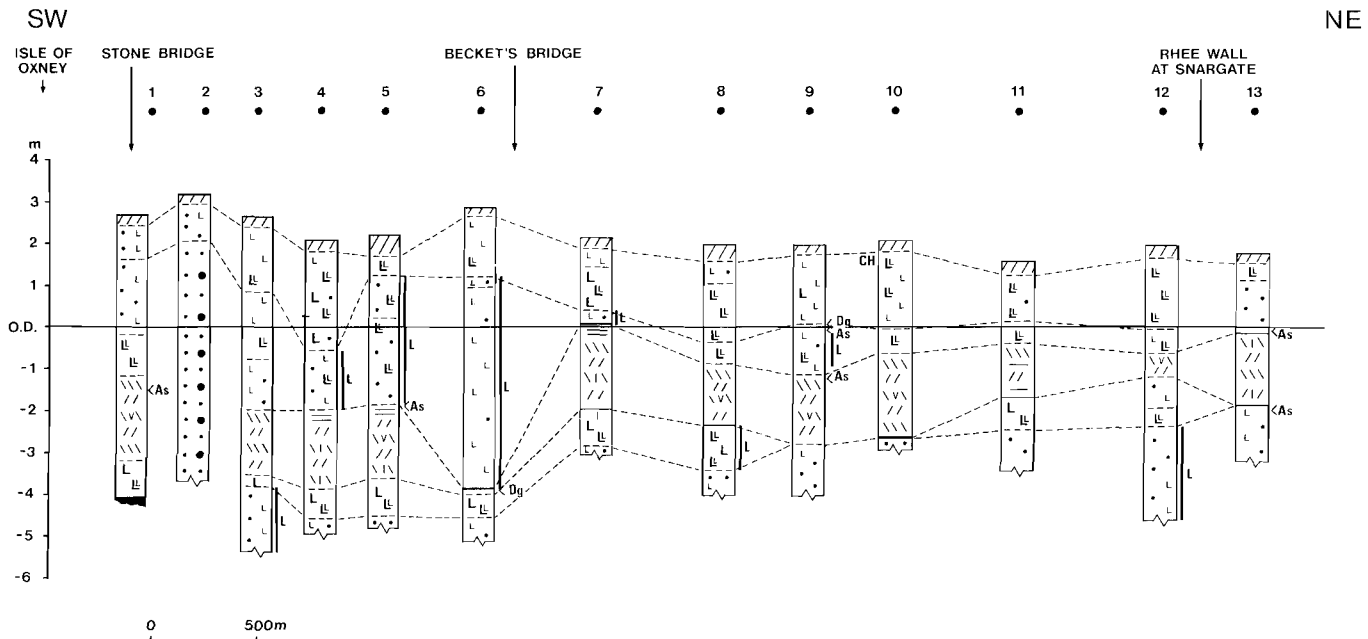 SW NE
ISLE OF OXNEY
STONE BRIDGE
BECKET'S BRIDGE
RHEE WALL AT SNARGATE
1 2 3 4 5 6 7 8 9 10 11 12 13
m
4
3
2
1
O.D.
-1
-2
-3
-4
-5
-6
As
As
Dg
CH
Dg
As
As
As
As
L
L
L
L
L
L
L
L
0 500m